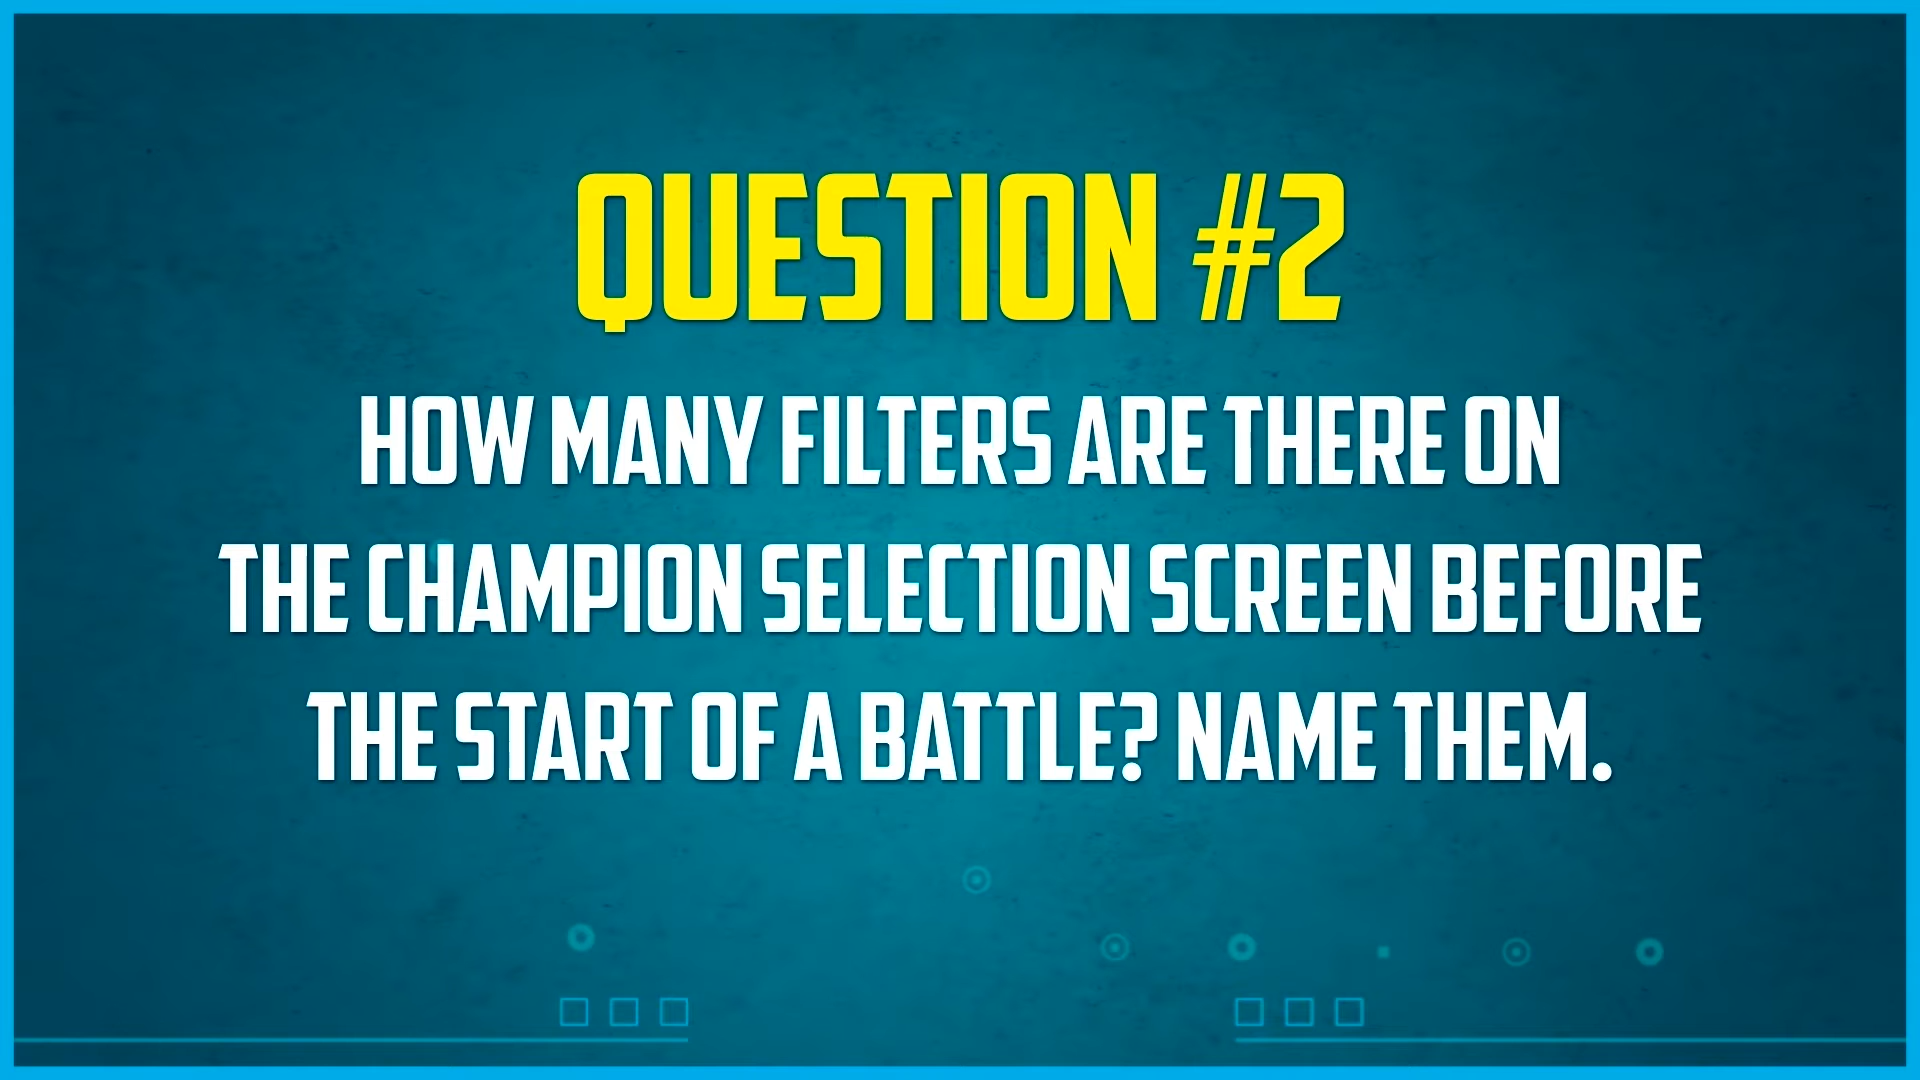 QUESTION #2
HOW MANY FILTERS ARE THERE ON
THE CHAMPION SELECTION SCREEN BEFORE
THE START OF A BATTLE? NAME THEM.